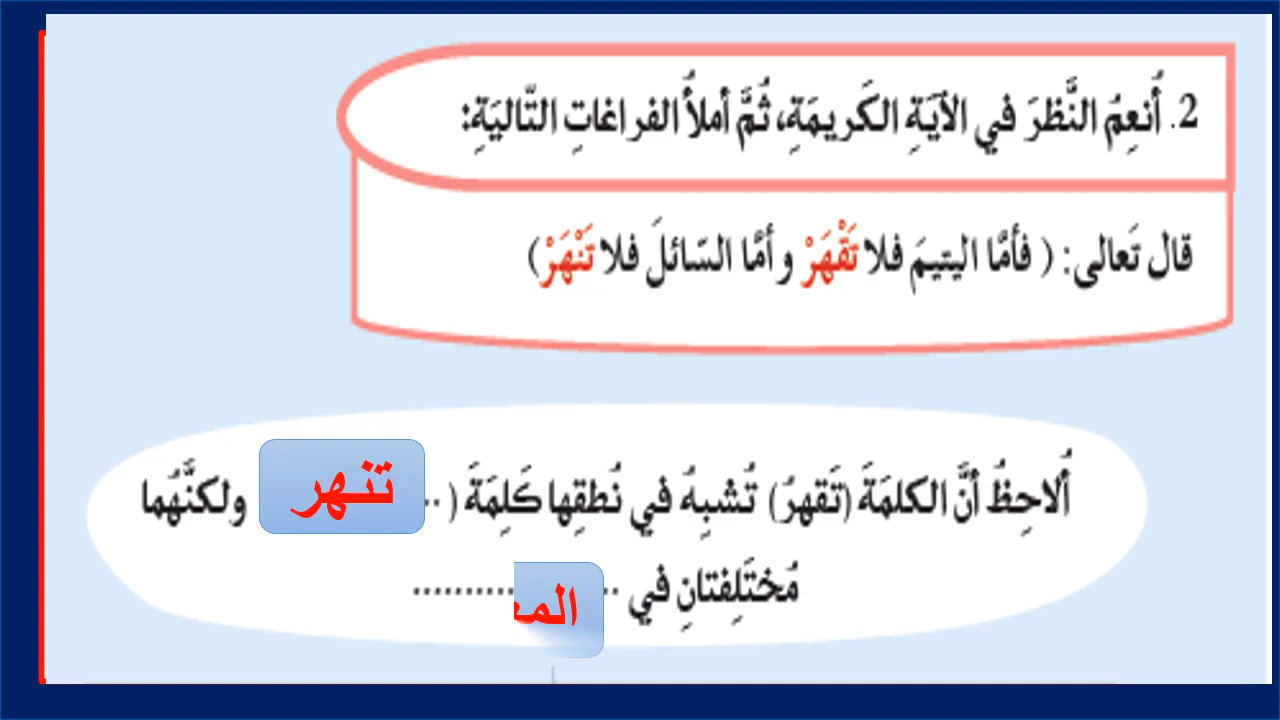 2. أُنعِمُ النَّظرَ في الآيَةِ الكَريمَةِ، ثُمَّ أملأُ الفراغاتِ التّاليَةِ:
قال تَعالى: ( فأمَّا اليتيمَ فلا تَقْهَرْ و أمَّا السّائلَ فلا تَنْهَرْ)
أُلاحِظُ أنَّ الكلمَةَ (تَقهرُ) تُشبِهُ في نُطقِها كَلِمَةَ (.. تنهر ولكنَّهُما
مُختَلِفتانِ في ..............